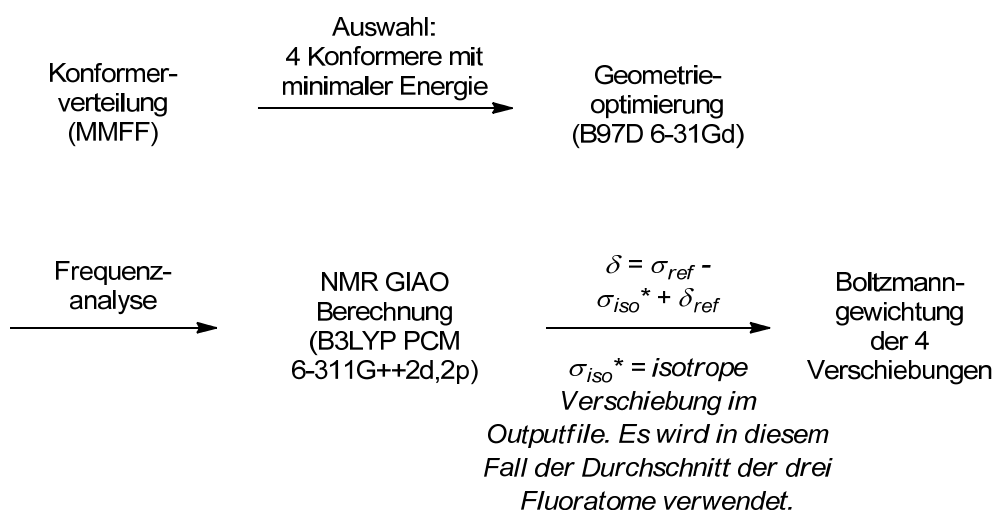 Konformer-
verteilung
(MMFF)
Auswahl:
4 Konformere mit
minimaler Energie
Geometrie-
optimierung
(B97D 6-31Gd)
Frequenz-
analyse
NMR GIAO
Berechnung
(B3LYP PCM
6-311G++2d,2p)
δ = σref -
σiso* + δref
σiso* = isotrope
Verschiebung im
Outputfile. Es wird in diesem
Fall der Durchschnitt der drei
Fluoratome verwendet.
Boltzmann-
gewichtung
der 4
Verschiebungen